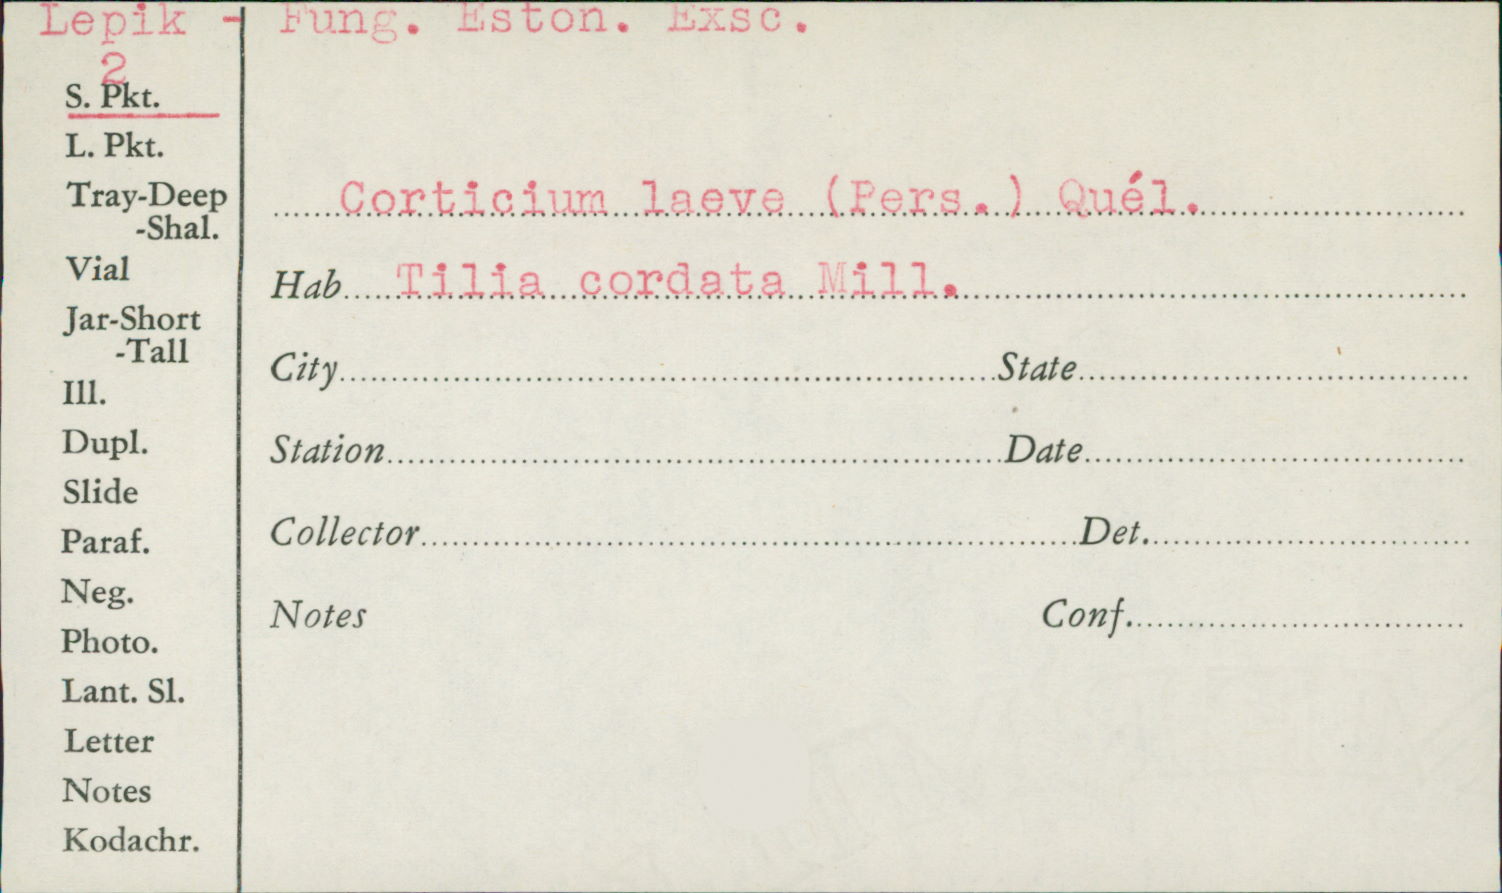 Lepik - Fung. Eston. Exsc.
2
S. Pkt.
L. Pkt.
Tray-Deep
-Shal.
Vial
Jar-Short
-Tall
Ill.
Dupl.
Slide
Paraf.
Neg.
Photo.
Lant. Sl.
Letter
Notes
Kodachr.
Corticium laeve (Pers.) Quél.
Hab Tilia cordata Mill.
City State
Station Date
Collector Det.
Notes Conf.